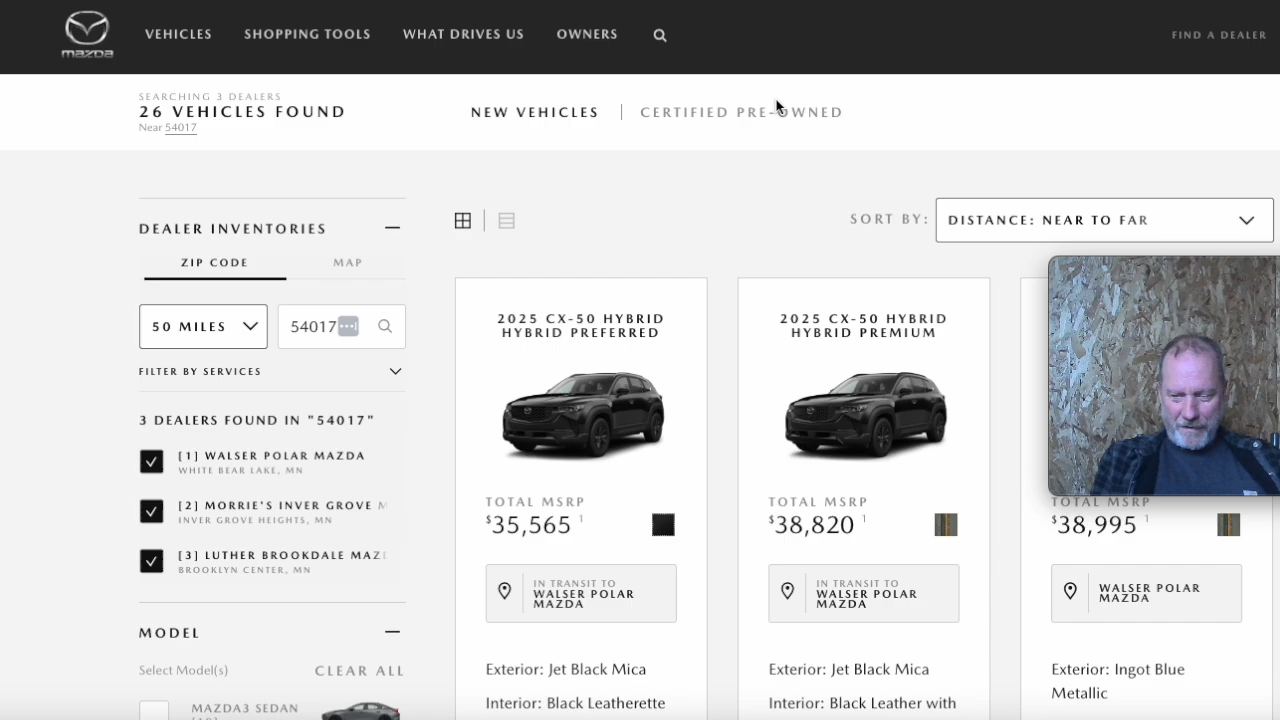 mazda
VEHICLES
SHOPPING TOOLS
WHAT DRIVES US
OWNERS
FIND A DEALER
SEARCHING 3 DEALERS
26 VEHICLES FOUND
Near 54017
NEW VEHICLES
CERTIFIED PRE-OWNED
DEALER INVENTORIES
ZIP CODE
MAP
50 MILES
54017
FILTER BY SERVICES
3 DEALERS FOUND IN "54017"
[1] WALSER POLAR MAZDA
WHITE BEAR LAKE, MN
[2] MORRIE'S INVER GROVE M
INVER GROVE HEIGHTS, MN
[3] LUTHER BROOKDALE MAZD
BROOKLYN CENTER, MN
MODEL
Select Model(s)
CLEAR ALL
MAZDA3 SEDAN
SORT BY:
DISTANCE: NEAR TO FAR
2025 CX-50 HYBRID
HYBRID PREFERRED
TOTAL MSRP
$35,565 1
IN TRANSIT TO
WALSER POLAR
MAZDA
Exterior: Jet Black Mica
Interior: Black Leatherette
2025 CX-50 HYBRID
HYBRID PREMIUM
TOTAL MSRP
$38,820 1
IN TRANSIT TO
WALSER POLAR
MAZDA
Exterior: Jet Black Mica
Interior: Black Leather with
TOTAL MSRP
$38,995 1
WALSER POLAR
MAZDA
Exterior: Ingot Blue
Metallic